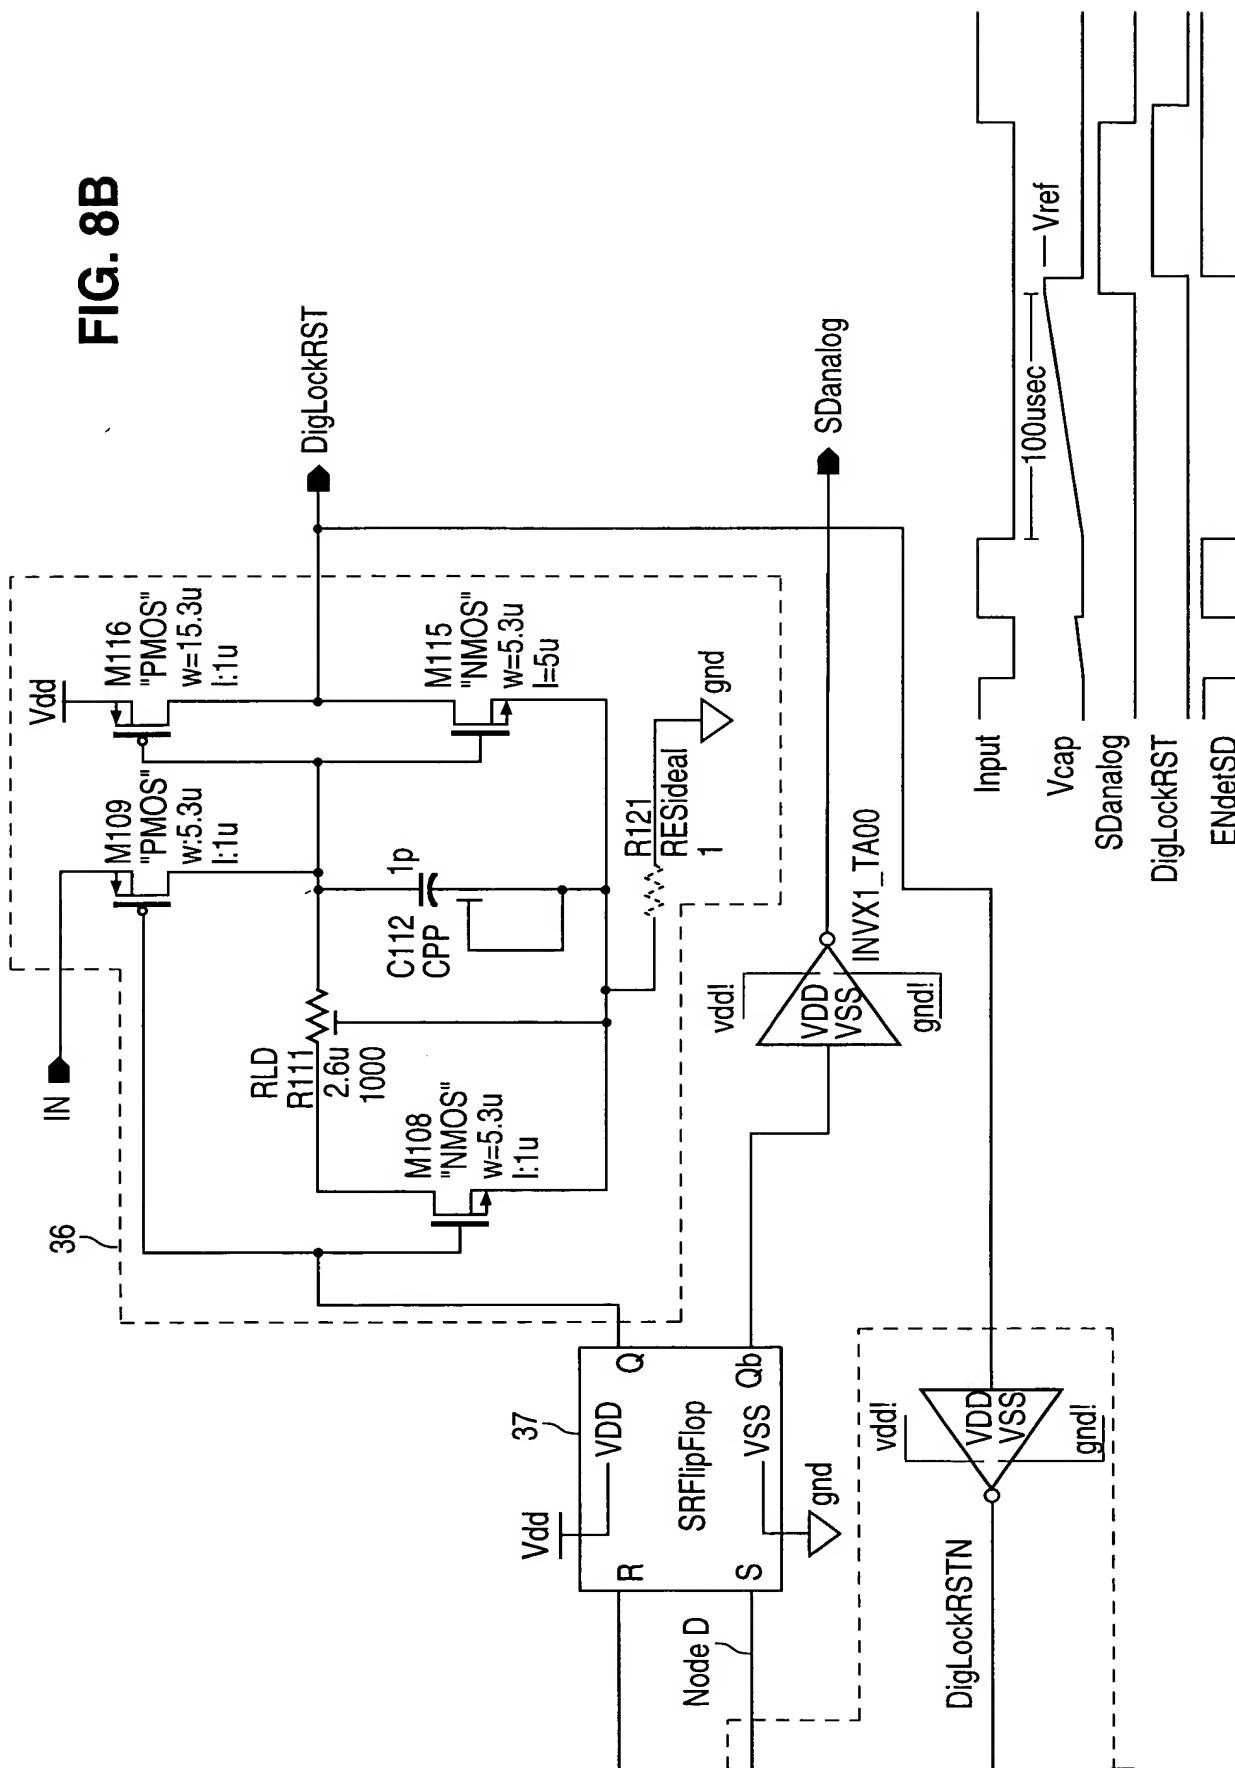 FIG. 8B
36
IN
Vdd
M109
"PMOS"
w:5.3u
l:1u
M116
"PMOS"
w=15.3u
l:1u
DigLockRST
RLD
R111
2.6u
1000
C112
CPP
1p
M108
"NMOS"
w=5.3u
l:1u
M115
"NMOS"
w=5.3u
l=5u
R121
RESideal
1
gnd
37
Vdd
VDD
R
Q
SRFlipFlop
S
Qb
VSS
gnd
Node D
vdd!
VDD
VSS
gnd!
INVX1_TA00
SDanalog
vdd!
VDD
VSS
gnd!
DigLockRSTN
Input
100usec
Vref
Vcap
SDanalog
DigLockRST
ENdetSD